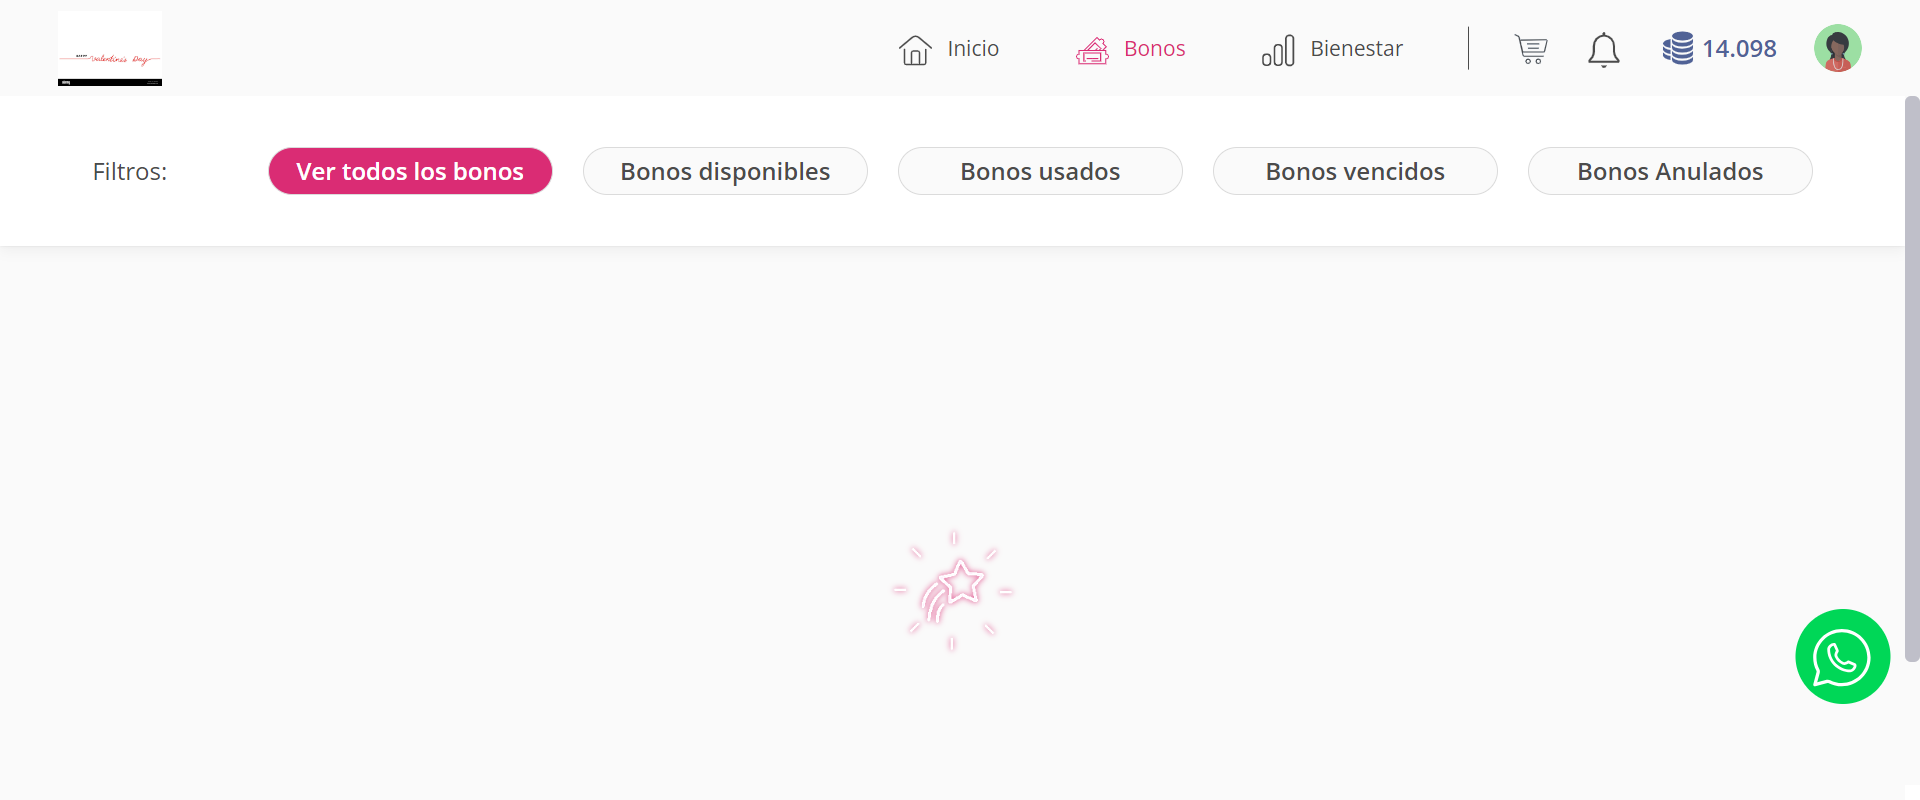 Valentines Day
Inicio
Bonos
Bienestar
14.098
Filtros:
Ver todos los bonos
Bonos disponibles
Bonos usados
Bonos vencidos
Bonos Anulados